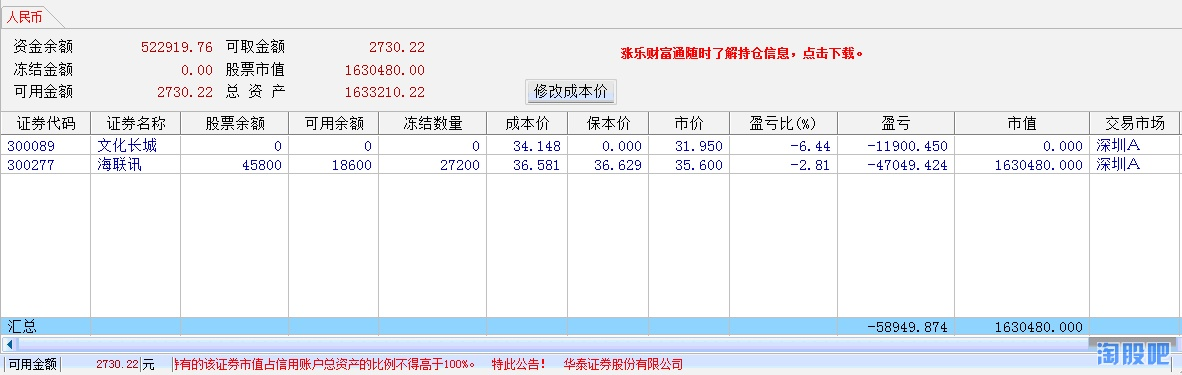 人民币
资金余额 522919.76 可取金额 2730.22
涨乐财富通随时了解持仓信息，点击下载。
冻结金额 0.00 股票市值 1630480.00
可用金额 2730.22 总 资 产 1633210.22
修改成本价
证券代码 证券名称 股票余额 可用余额 冻结数量 成本价 保本价 市价 盈亏比(%) 盈亏 市值 交易市场
300089 文化长城 0 0 0 34.148 0.000 31.950 -6.44 -11900.450 0.000 深圳A
300277 海联讯 45800 18600 27200 36.581 36.629 35.600 -2.81 -47049.424 1630480.000 深圳A
汇总 -58949.874 1630480.000
可用金额 2730.22 元 持有的该证券市值占信用账户总资产的比例不得高于100%。 特此公告！ 华泰证券股份有限公司
淘股吧